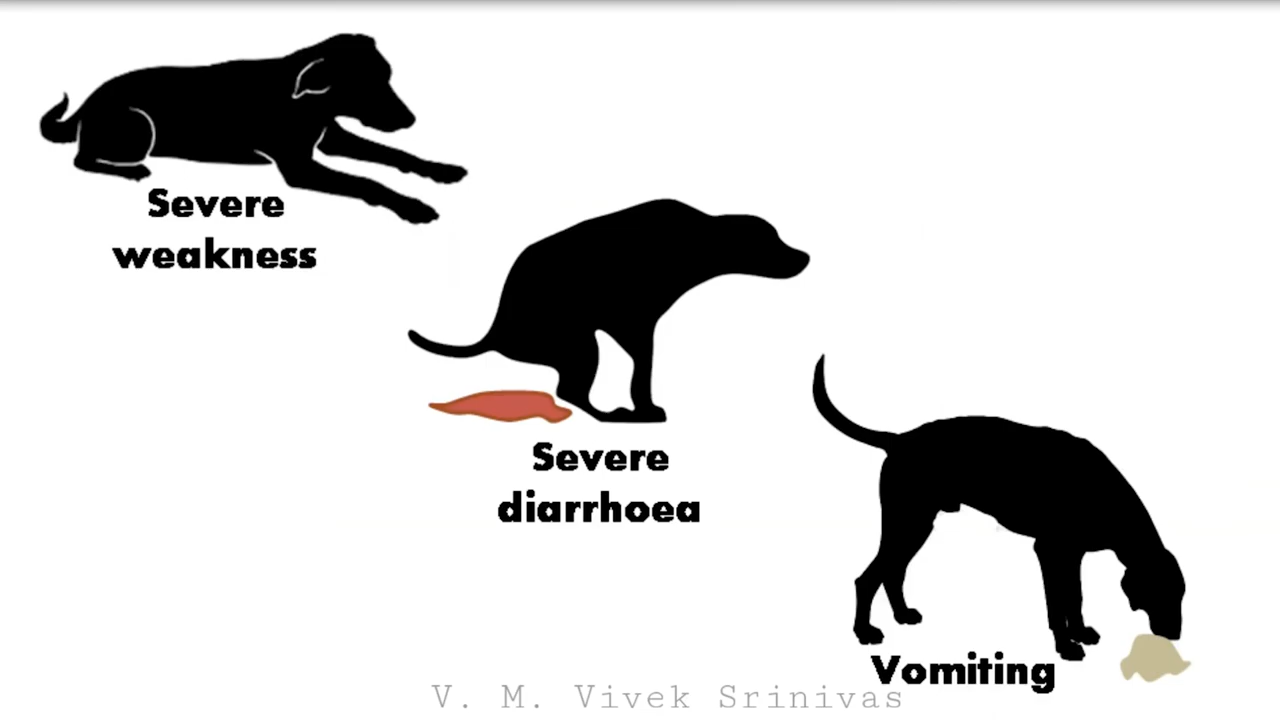 Severe
weakness
Severe
diarrhoea
Vomiting
V. M. Vivek Srinivas